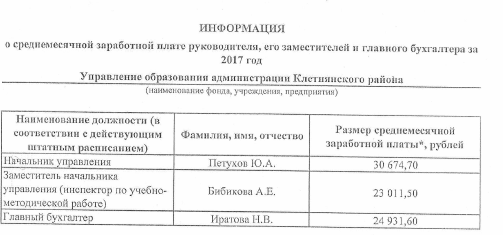 ИНФОРМАЦИЯ
о среднемесячной заработной плате руководителя, его заместителей и главного бухгалтера за
2017 год
Управление образования администрации Клетнянского района
(наименование фонда, учреждения, предприятия)
Наименование должности (в соответствии с действующим штатным расписанием)
Фамилия, имя, отчество
Размер среднемесячной заработной платы*, рублей
Начальник управления
Петухов Ю.А.
30 674,70
Заместитель начальника управления (инспектор по учебно-методической работе)
Бибикова А.Е.
23 011,50
Главный бухгалтер
Иратова Н.В.
24 931,60